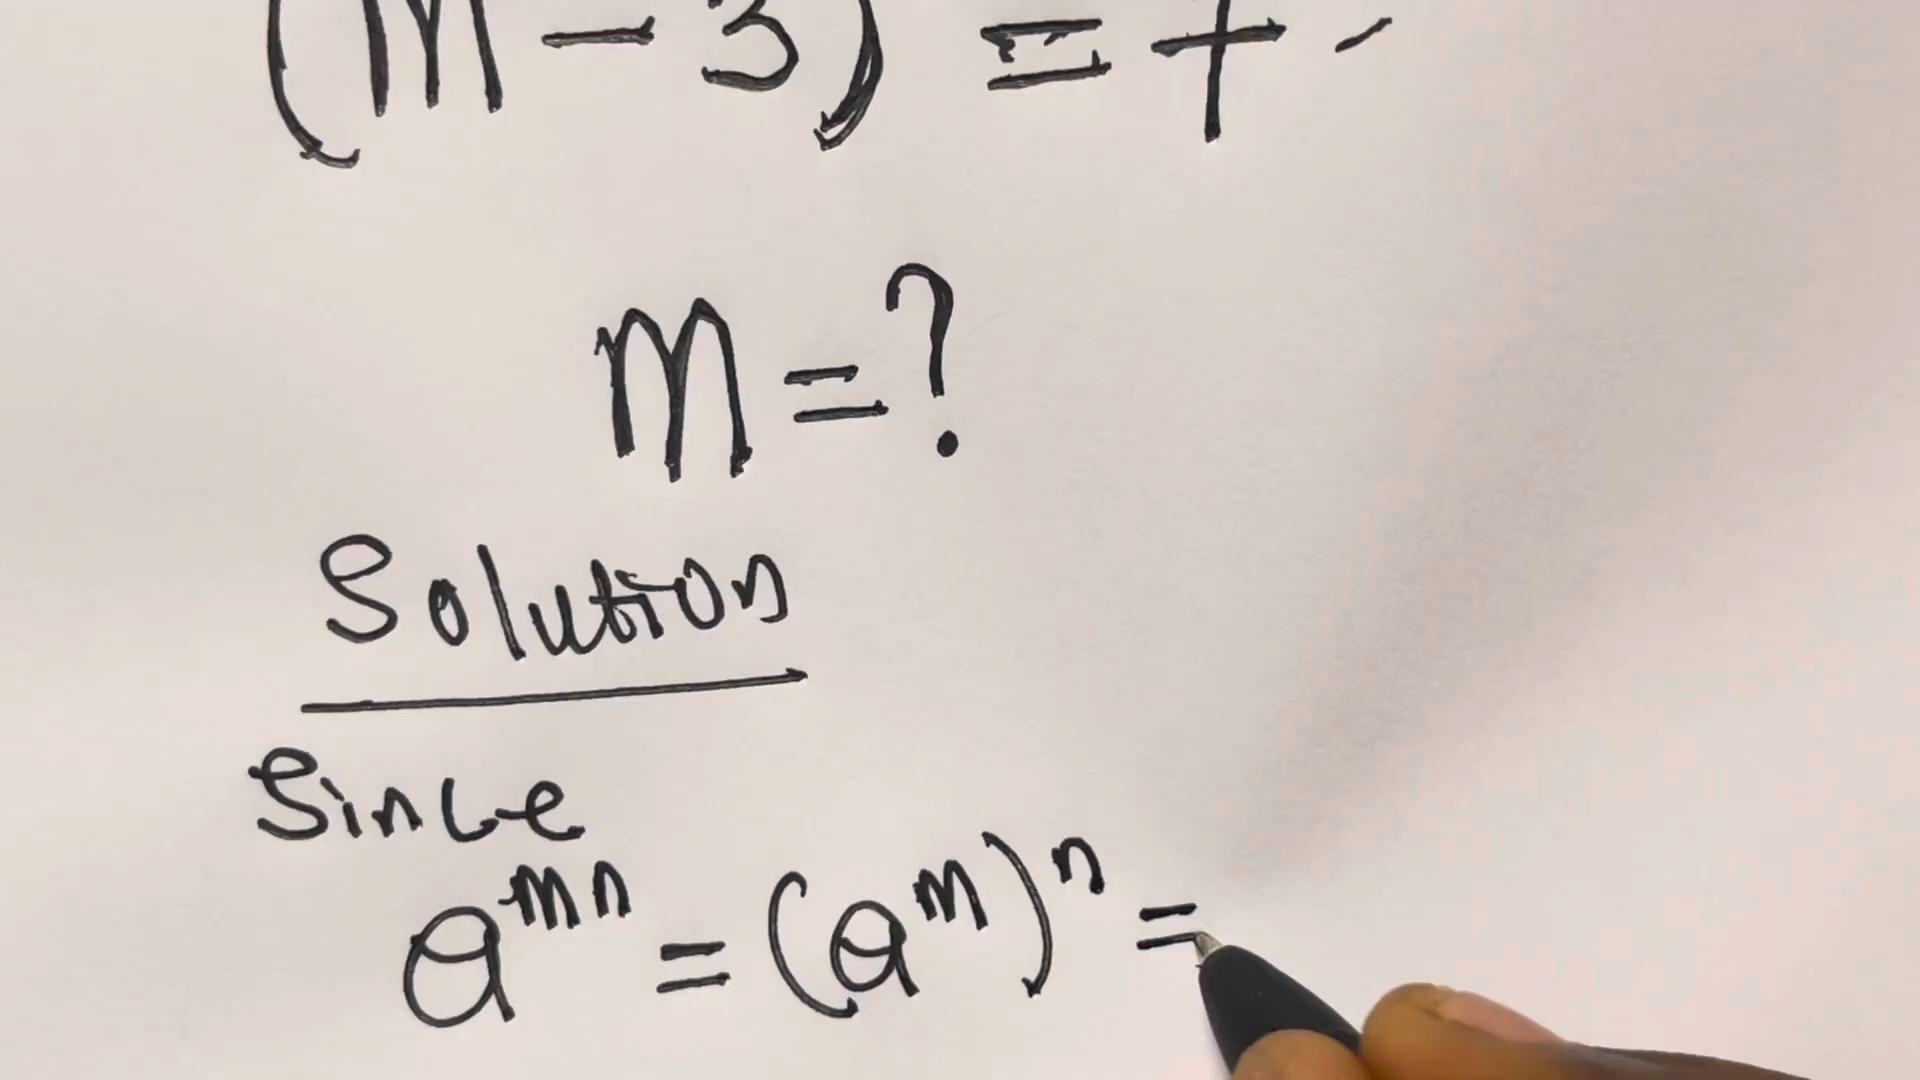 (m - 3) =
m = ?
Solution
Since
a^mn = (a^m)^n =